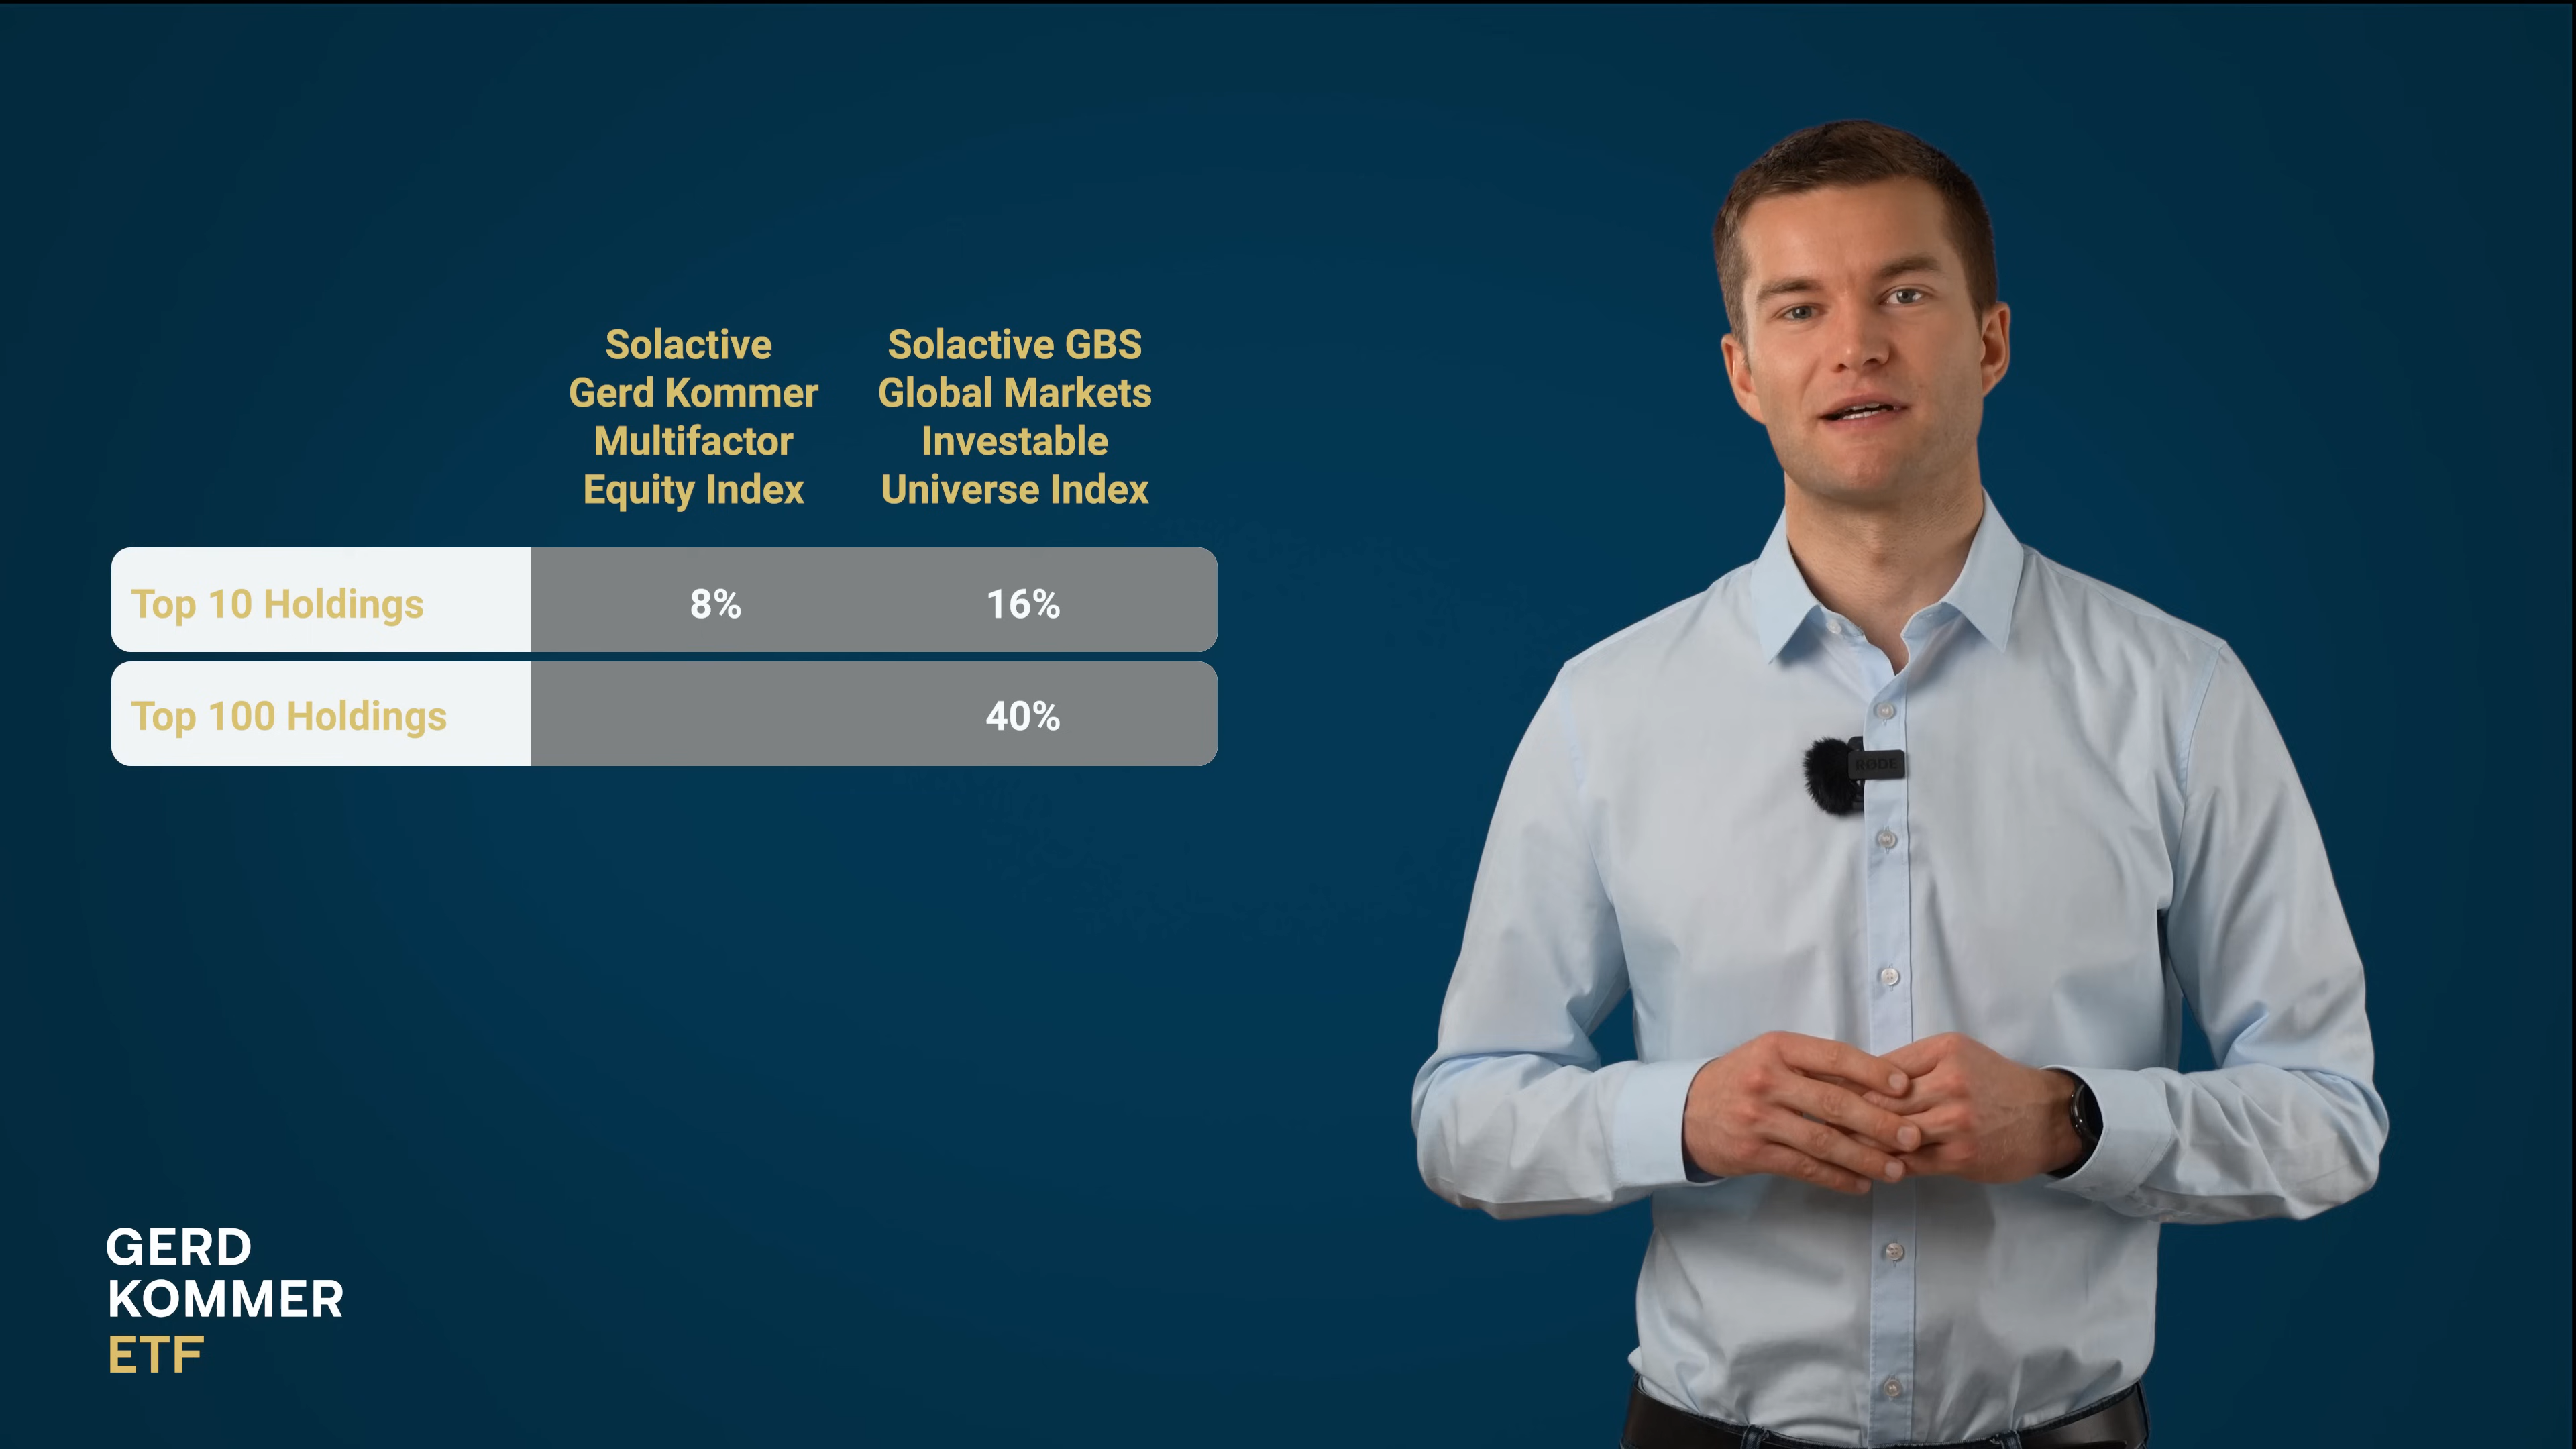 Solactive
Gerd Kommer
Multifactor
Equity Index
Solactive GBS
Global Markets
Investable
Universe Index
Top 10 Holdings 8% 16%
Top 100 Holdings 40%
RØDE
GERD
KOMMER
ETF